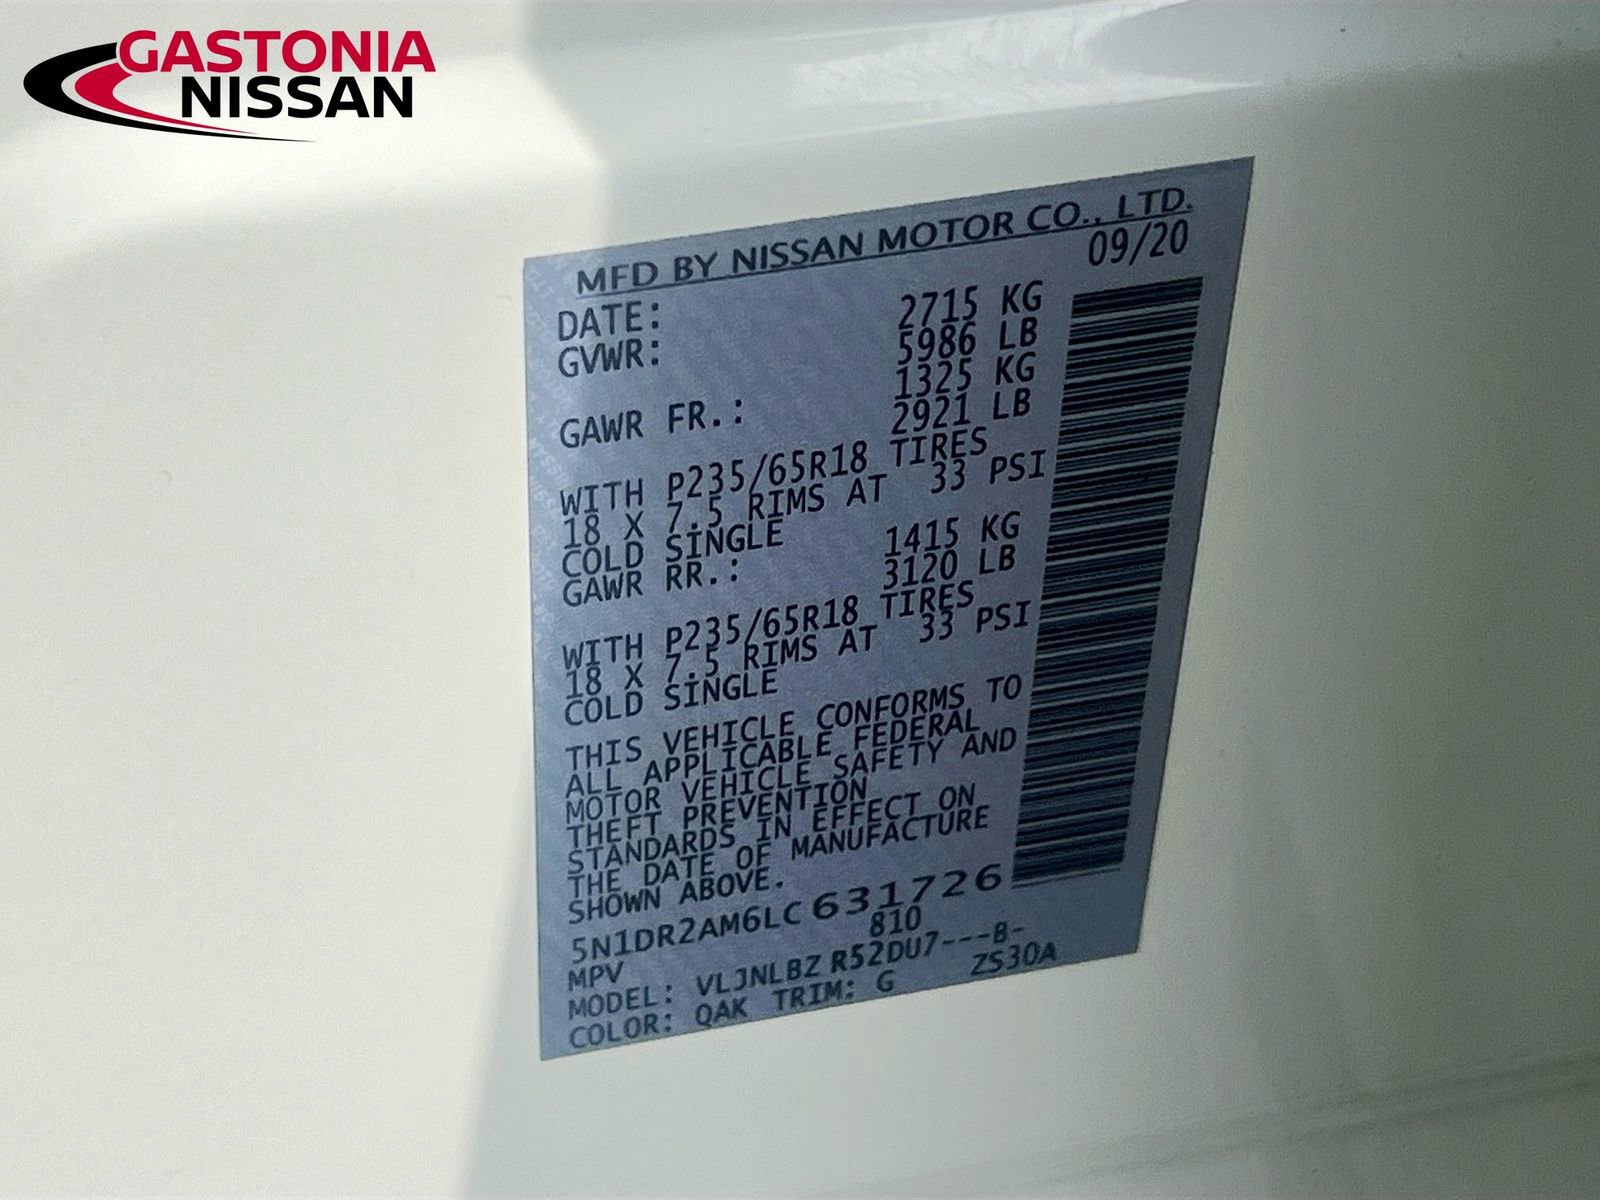 GASTONIA
NISSAN
MFD BY NISSAN MOTOR CO., LTD.
DATE: 09/20
GVWR: 2715 KG
5986 LB
GAWR FR.: 1325 KG
2921 LB
WITH P235/65R18 TIRES
18 X 7.5 RIMS AT 33 PSI
COLD SINGLE
GAWR RR.: 1415 KG
3120 LB
WITH P235/65R18 TIRES
18 X 7.5 RIMS AT 33 PSI
COLD SINGLE
THIS VEHICLE CONFORMS TO
ALL APPLICABLE FEDERAL
MOTOR VEHICLE SAFETY AND
THEFT PREVENTION
STANDARDS IN EFFECT ON
THE DATE OF MANUFACTURE
SHOWN ABOVE.
5N1DR2AM6LC631726
MPV 810
MODEL: VLJNLBZ R52DU7---B-
COLOR: QAK TRIM: G ZS30A